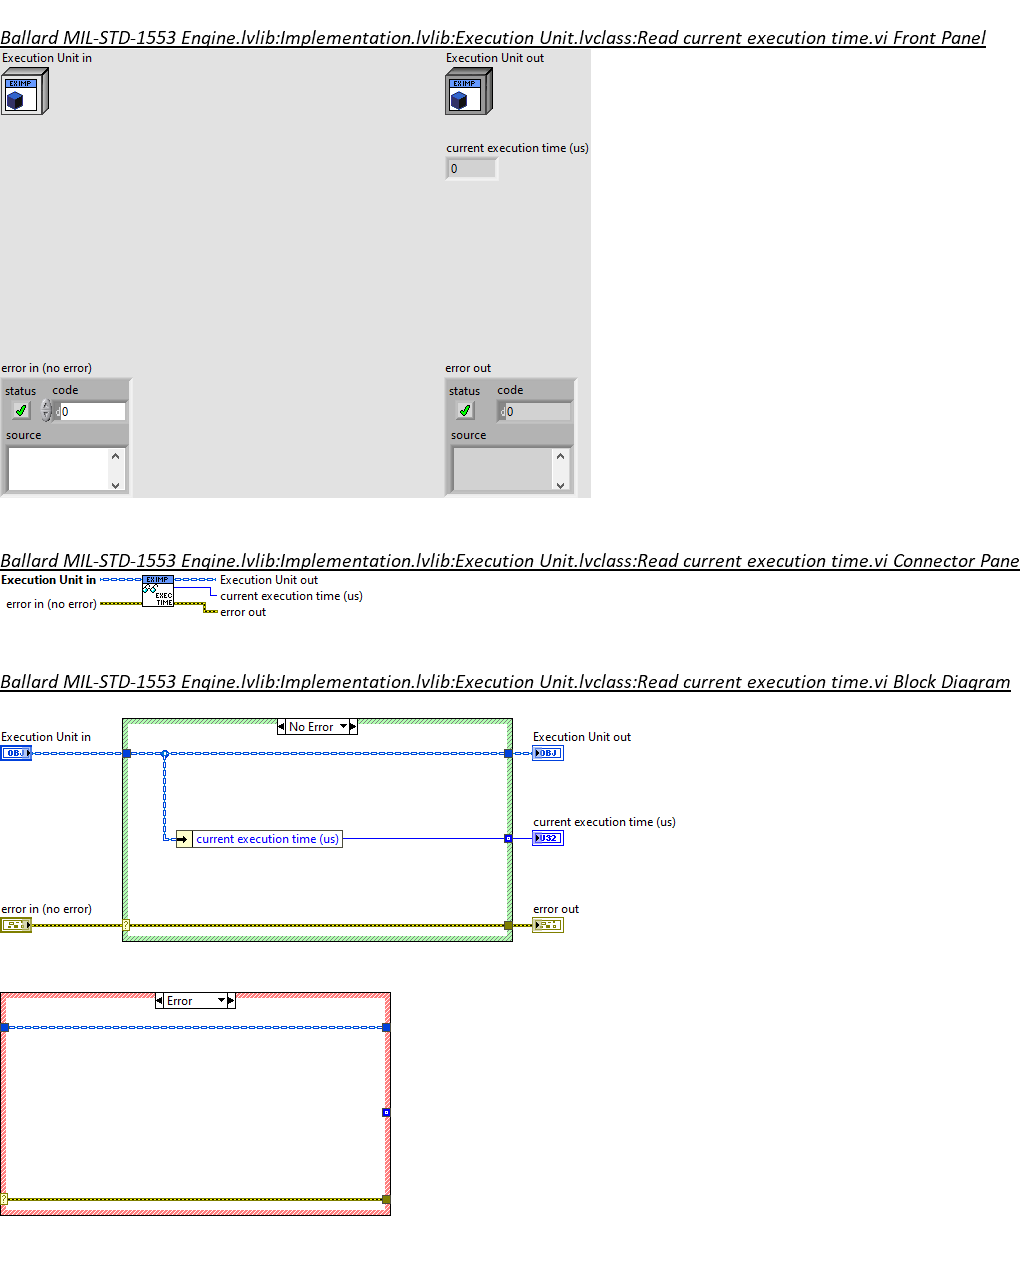 Ballard MIL-STD-1553 Engine.lvlib:Implementation.lvlib:Execution Unit.lvclass:Read current execution time.vi Front Panel
Execution Unit in
Execution Unit out
EXIMP
EXIMP
current execution time (us)
0
error in (no error)
error out
status code
status code
d 0
d 0
source
source
Ballard MIL-STD-1553 Engine.lvlib:Implementation.lvlib:Execution Unit.lvclass:Read current execution time.vi Connector Pane
Execution Unit in
EXIMP
Execution Unit out
EXEC
TIME
current execution time (us)
error in (no error)
error out
Ballard MIL-STD-1553 Engine.lvlib:Implementation.lvlib:Execution Unit.lvclass:Read current execution time.vi Block Diagram
No Error
Execution Unit in
Execution Unit out
OBJ
OBJ
current execution time (us)
current execution time (us)
U32
error in (no error)
error out
?
Error
?